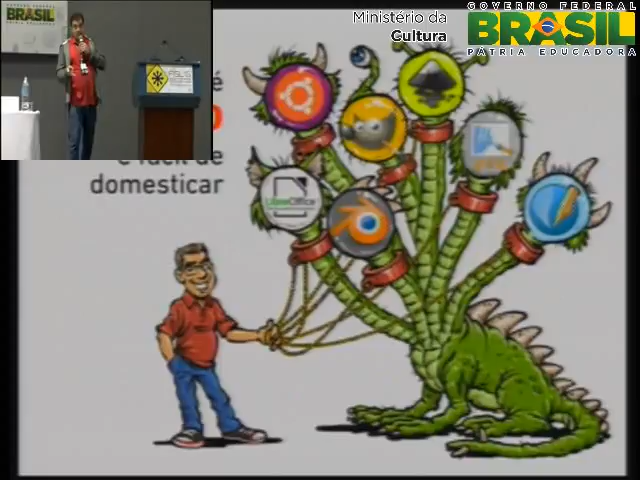 Ministério da
Cultura
GOVERNO FEDERAL
BRASIL
PÁTRIA EDUCADORA
BRASIL
é
e fácil de
domesticar
LibreOffice